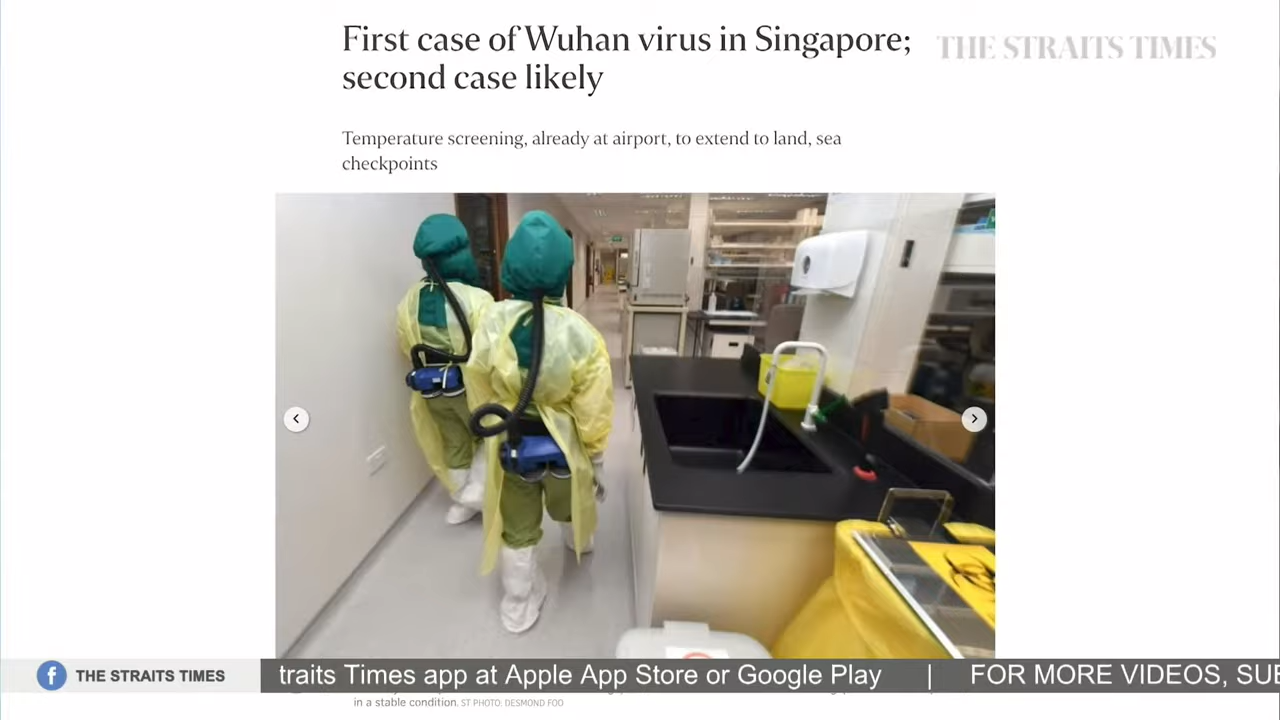 First case of Wuhan virus in Singapore;
second case likely
THE STRAITS TIMES
Temperature screening, already at airport, to extend to land, sea
checkpoints
THE STRAITS TIMES
traits Times app at Apple App Store or Google Play | FOR MORE VIDEOS, SUB
in a stable condition. ST PHOTO: DESMOND FOO